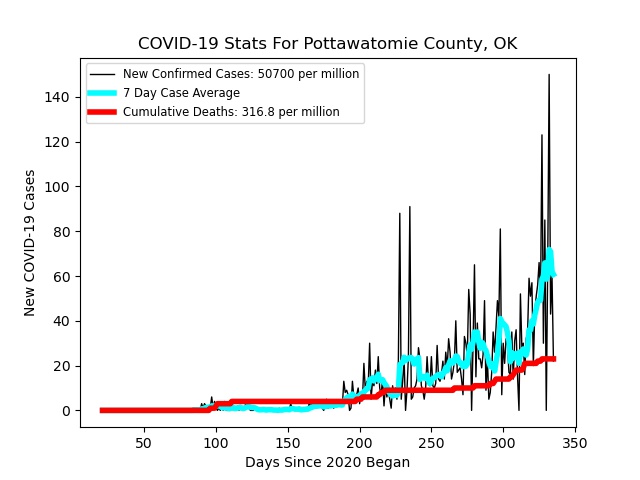 COVID-19 Stats For Pottawatomie County, OK
New Confirmed Cases: 50700 per million
7 Day Case Average
Cumulative Deaths: 316.8 per million
New COVID-19 Cases
140
120
100
80
60
40
20
0
50 100 150 200 250 300 350
Days Since 2020 Began